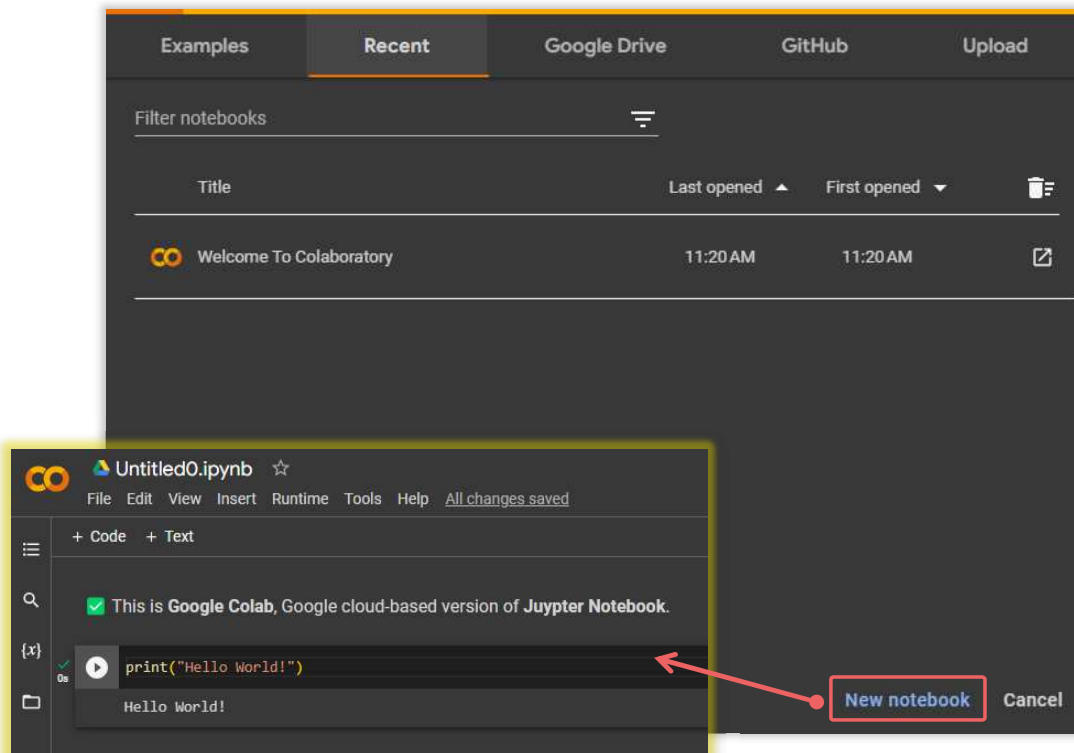 Examples Recent Google Drive GitHub Upload
Filter notebooks
Title Last opened First opened
Welcome To Colaboratory 11:20 AM 11:20 AM
New notebook Cancel
Untitled0.ipynb
File Edit View Insert Runtime Tools Help All changes saved
+ Code + Text
This is Google Colab, Google cloud-based version of Juypter Notebook.
{x}
0s
print("Hello World!")
Hello World!